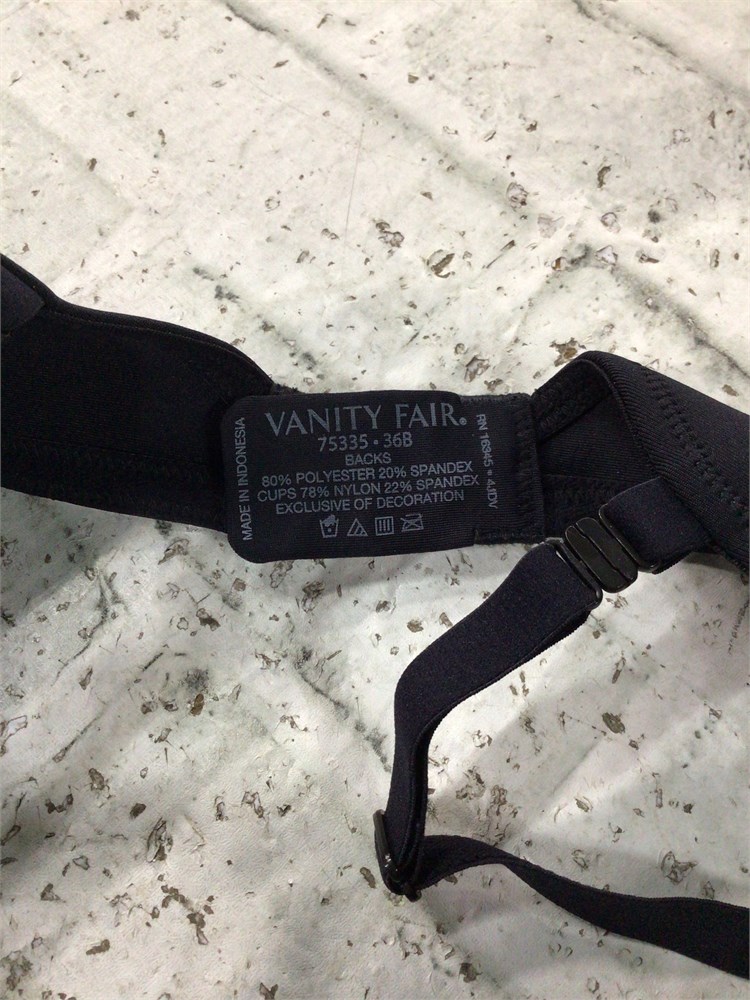 VANITY FAIR®
75335 • 36B
BACKS
80% POLYESTER 20% SPANDEX
CUPS 78% NYLON 22% SPANDEX
EXCLUSIVE OF DECORATION
MADE IN INDONESIA
RN 16345 * 4JDV